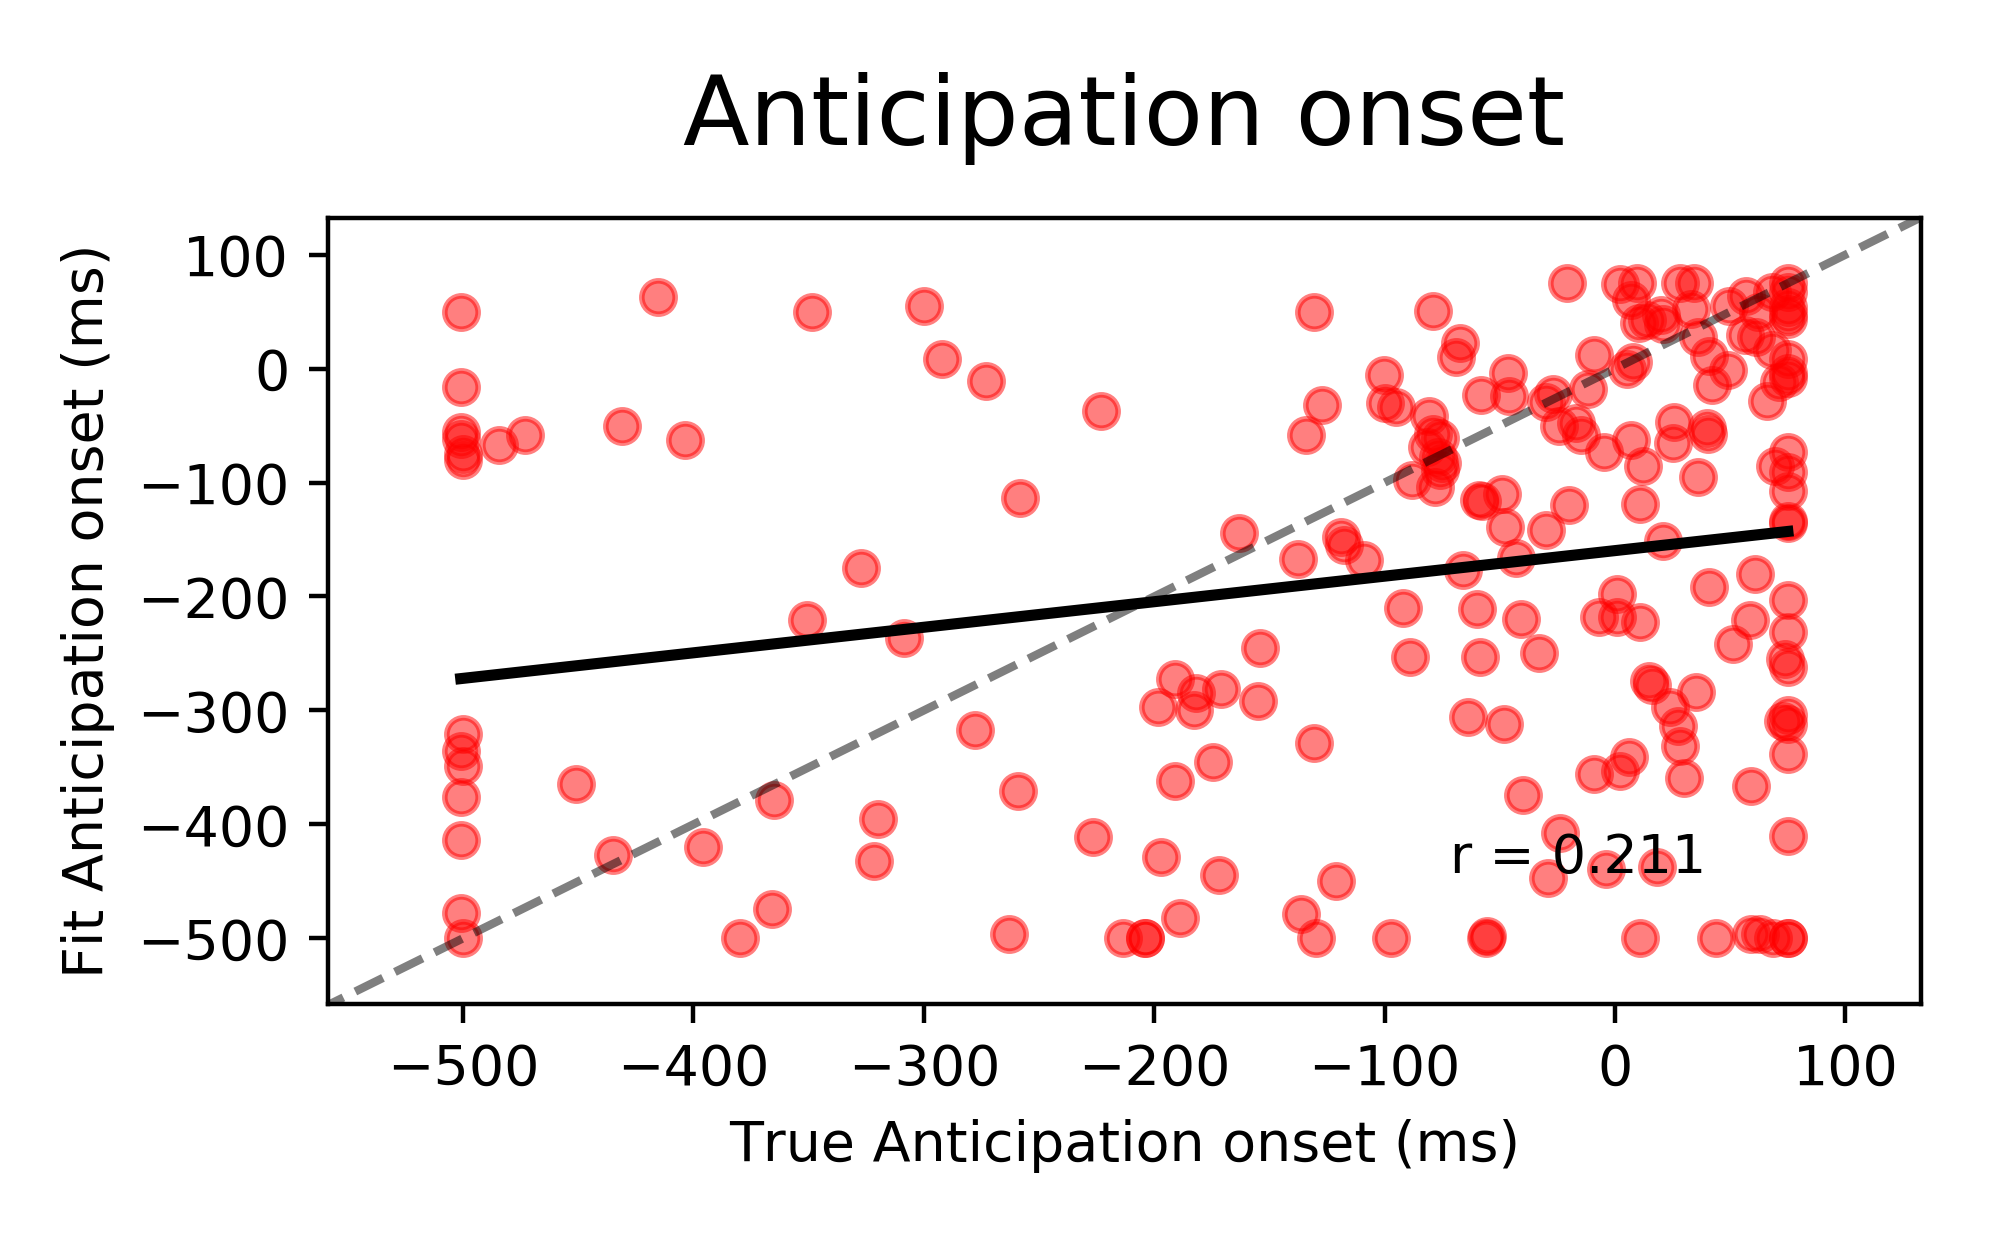 Anticipation onset
Fit Anticipation onset (ms)
100
0
−100
−200
−300
−400
−500
r = 0.211
−500 −400 −300 −200 −100 0 100
True Anticipation onset (ms)